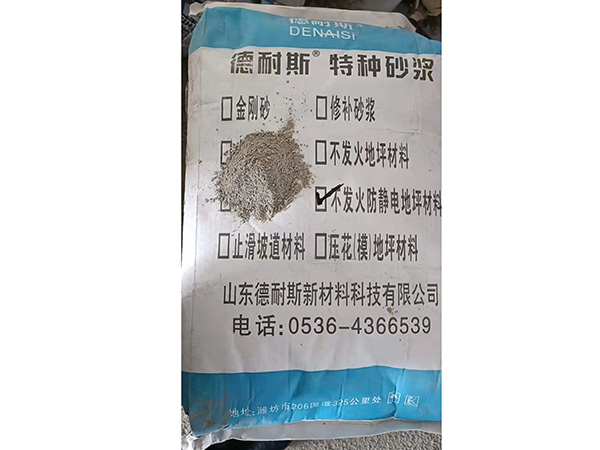 德耐斯
DENAISI
德耐斯® 特种砂浆
□金刚砂 □修补砂浆
□不发火地坪材料
☑不发火防静电地坪材料
止滑坡道材料 □压花(模)地坪材料
山东德耐斯新材料科技有限公司
电话:0536-4366539
地址:潍坊市206国道325公里处